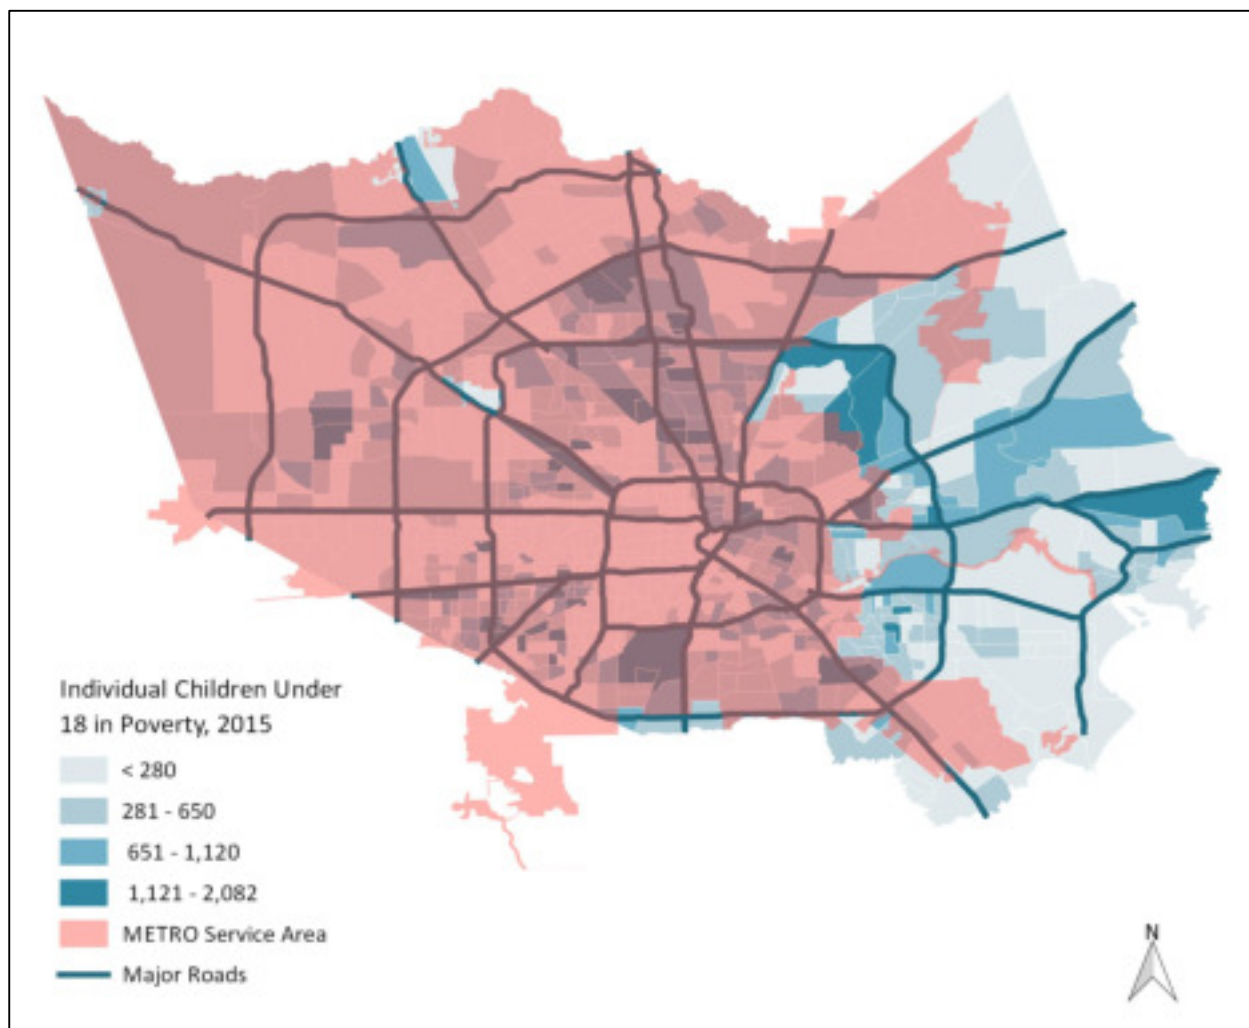 Individual Children Under
18 in Poverty, 2015
< 280
281 - 650
651 - 1,120
1,121 - 2,082
METRO Service Area
Major Roads
N